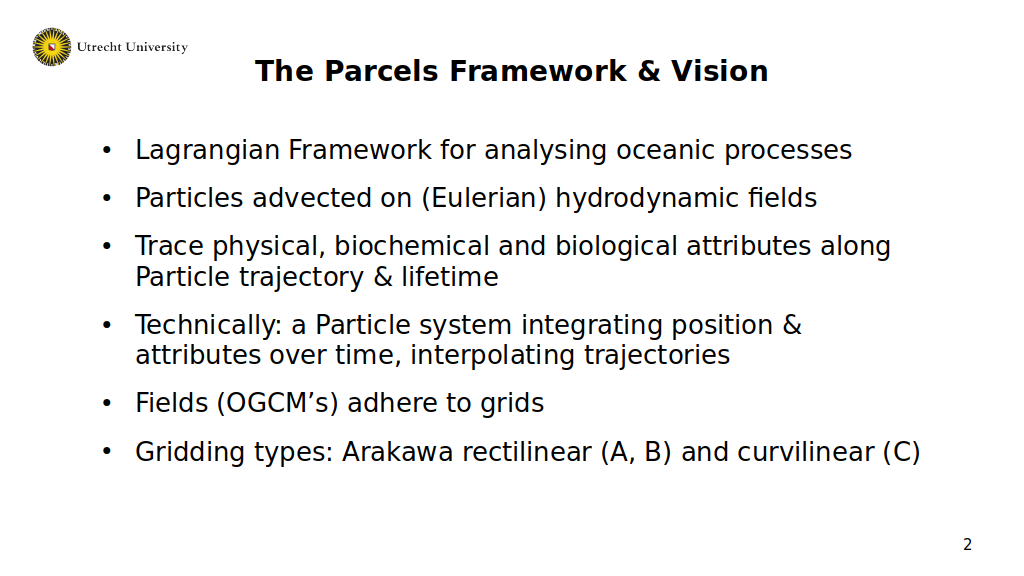 Utrecht University
The Parcels Framework & Vision
• Lagrangian Framework for analysing oceanic processes
• Particles advected on (Eulerian) hydrodynamic fields
• Trace physical, biochemical and biological attributes along
Particle trajectory & lifetime
• Technically: a Particle system integrating position &
attributes over time, interpolating trajectories
• Fields (OGCM’s) adhere to grids
• Gridding types: Arakawa rectilinear (A, B) and curvilinear (C)
2